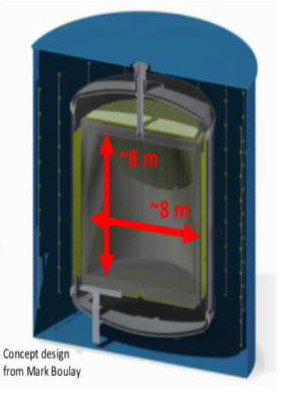 ~8 m
~8 m
Concept design
from Mark Boulay